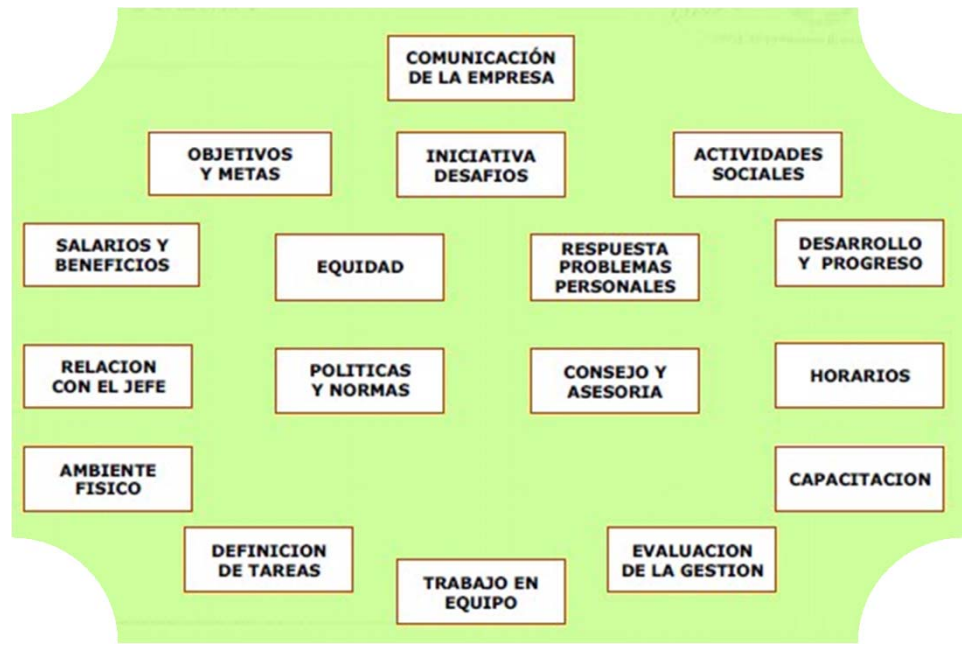 COMUNICACIÓN
DE LA EMPRESA
OBJETIVOS
Y METAS
INICIATIVA
DESAFIOS
ACTIVIDADES
SOCIALES
SALARIOS Y
BENEFICIOS
EQUIDAD
RESPUESTA
PROBLEMAS
PERSONALES
DESARROLLO
Y PROGRESO
RELACION
CON EL JEFE
POLITICAS
Y NORMAS
CONSEJO Y
ASESORIA
HORARIOS
AMBIENTE
FISICO
CAPACITACION
DEFINICION
DE TAREAS
TRABAJO EN
EQUIPO
EVALUACION
DE LA GESTION